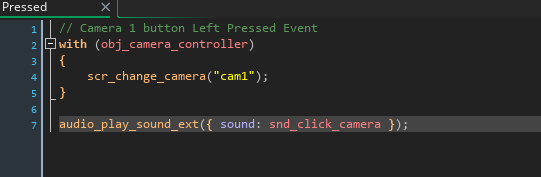 Pressed
1 // Camera 1 button Left Pressed Event
2 with (obj_camera_controller)
3 {
4 scr_change_camera("cam1");
5 }
6
7 audio_play_sound_ext({ sound: snd_click_camera });